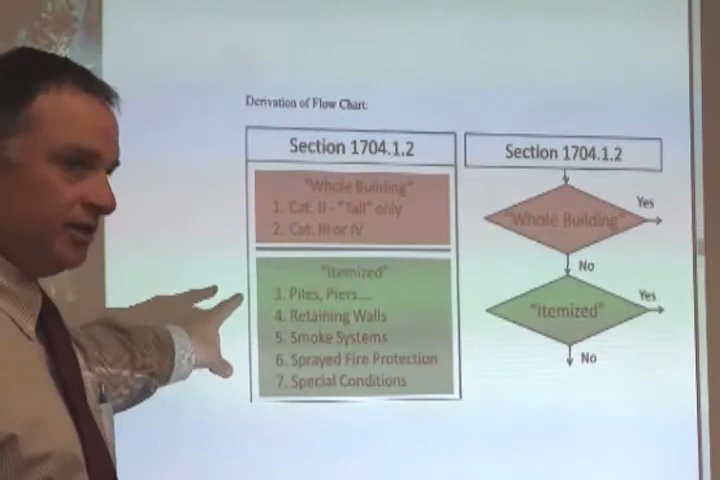 Derivation of Flow Chart:
Section 1704.1.2
"Whole Building"
1. Cat. II - "Tall" only
2. Cat. III or IV
"Itemized"
3. Piles, Piers...
4. Retaining Walls
5. Smoke Systems
6. Sprayed Fire Protection
7. Special Conditions
Section 1704.1.2
"Whole Building"
Yes
No
"Itemized"
Yes
No